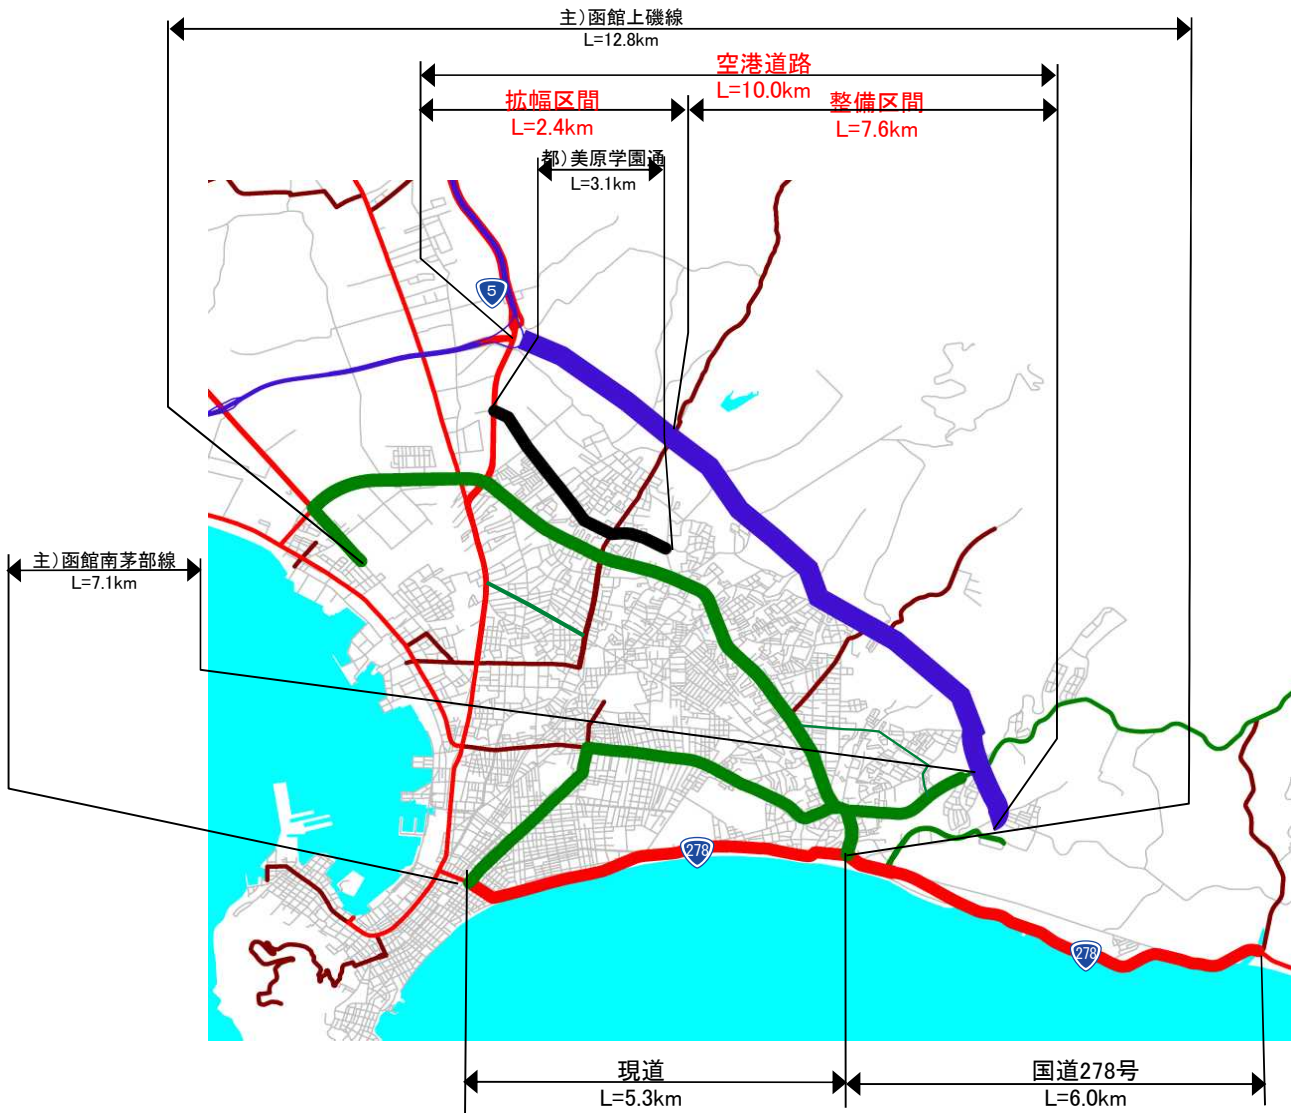 主)函館上磯線
L=12.8km
空港道路
L=10.0km
拡幅区間
L=2.4km
整備区間
L=7.6km
都)美原学園通
L=3.1km
5
主)函館南茅部線
L=7.1km
278
278
現道
L=5.3km
国道278号
L=6.0km